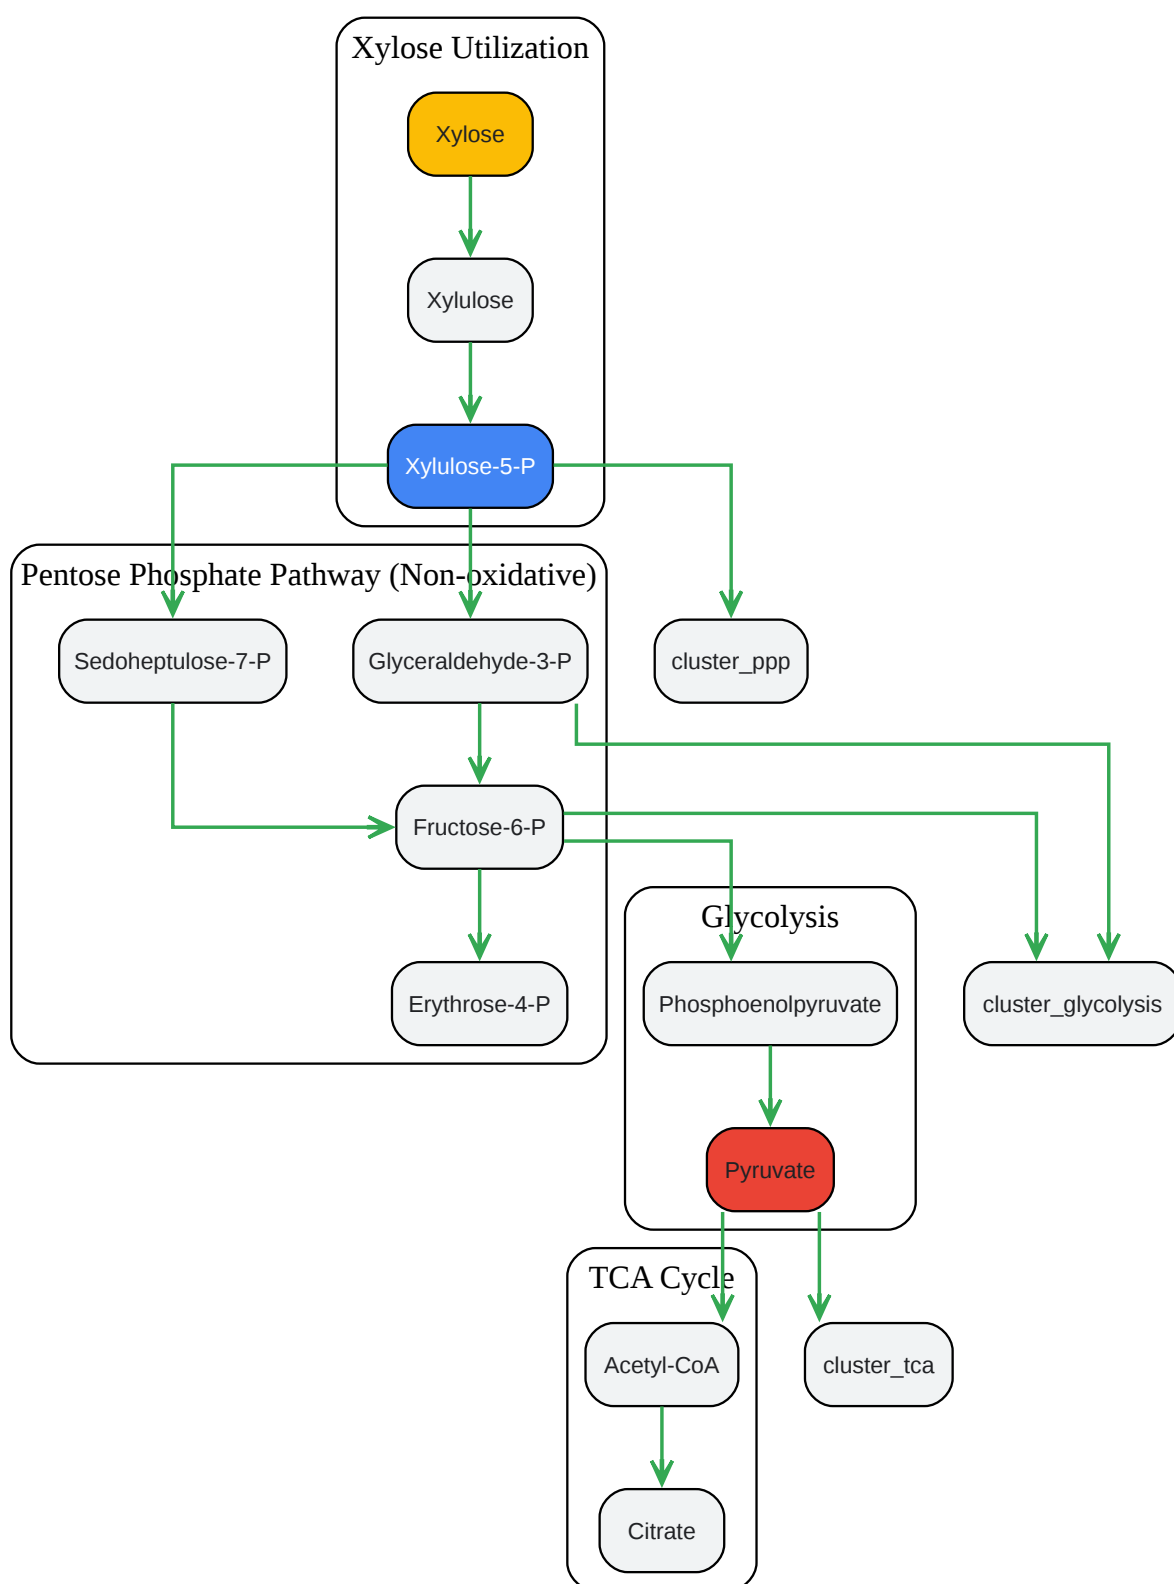 Xylose Utilization
Xylose
Xylulose
Xylulose-5-P
Pentose Phosphate Pathway (Non-oxidative)
Sedoheptulose-7-P
Glyceraldehyde-3-P
cluster_ppp
Fructose-6-P
Glycolysis
Erythrose-4-P
Phosphoenolpyruvate
cluster_glycolysis
Pyruvate
TCA Cycle
Acetyl-CoA
cluster_tca
Citrate